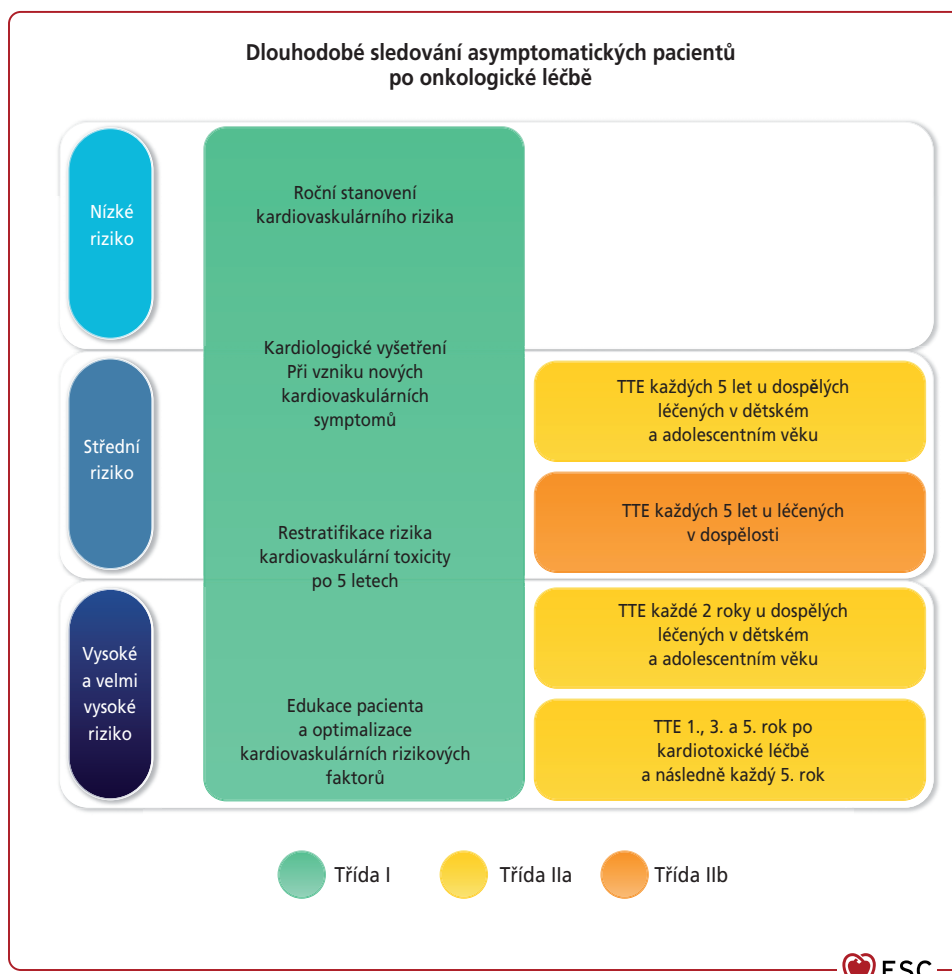 Dlouhodobé sledování asymptomatických pacientů
po onkologické léčbě
Nízké
riziko
Roční stanovení
kardiovaskulárního rizika
Kardiologické vyšetření
Při vzniku nových
kardiovaskulárních
symptomů
Střední
riziko
TTE každých 5 let u dospělých
léčených v dětském
a adolescentním věku
TTE každých 5 let u léčených
v dospělosti
Restratifikace rizika
kardiovaskulární toxicity
po 5 letech
Vysoké
a velmi
vysoké
riziko
TTE každé 2 roky u dospělých
léčených v dětském
a adolescentním věku
Edukace pacienta
a optimalizace
kardiovaskulárních rizikových
faktorů
TTE 1., 3. a 5. rok po
kardiotoxické léčbě
a následně každý 5. rok
Třída I
Třída IIa
Třída IIb
ESC